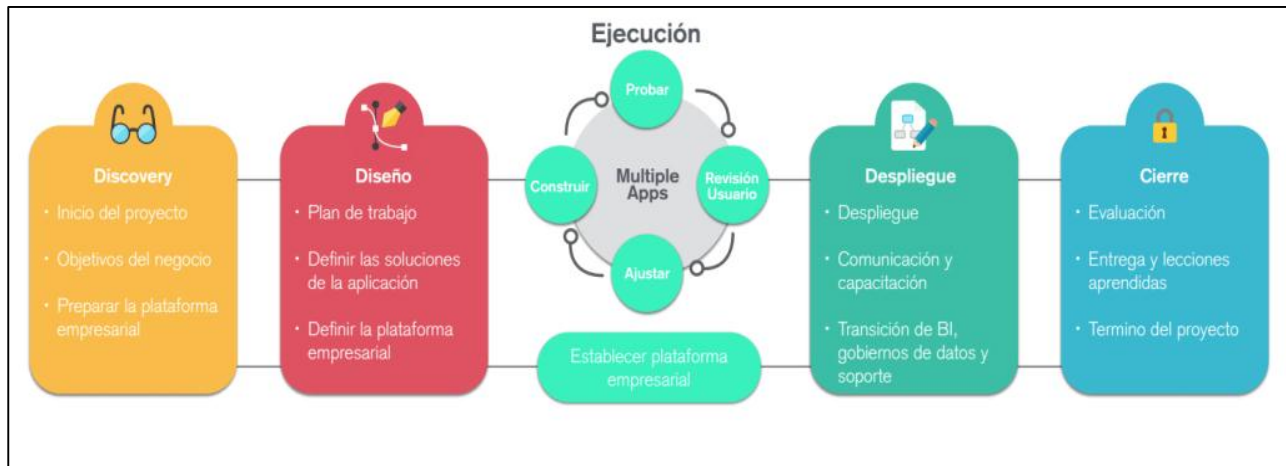 Discovery
• Inicio del proyecto
• Objetivos del negocio
• Preparar la plataforma
empresarial
Diseño
• Plan de trabajo
• Definir las soluciones
de la aplicación
• Definir la plataforma
empresarial
Ejecución
Probar
Construir
Multiple
Apps
Revisión
Usuario
Ajustar
Establecer plataforma
empresarial
Despliegue
• Despliegue
• Comunicación y
capacitación
• Transición de BI,
gobiernos de datos y
soporte
Cierre
• Evaluación
• Entrega y lecciones
aprendidas
• Termino del proyecto